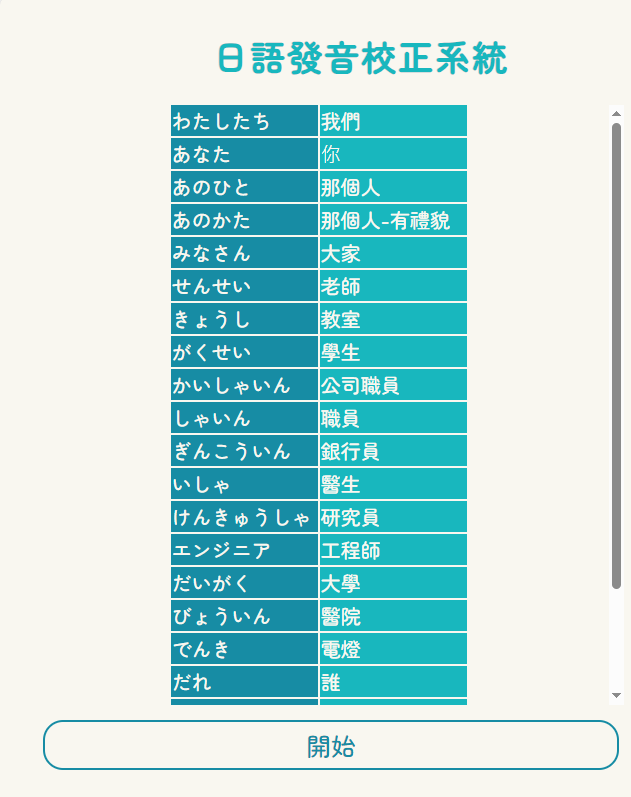 日語發音校正系統
わたしたち 我們
あなた 你
あのひと 那個人
あのかた 那個人-有禮貌
みなさん 大家
せんせい 老師
きょうし 教室
がくせい 學生
かいしゃいん 公司職員
しゃいん 職員
ぎんこういん 銀行員
いしゃ 醫生
けんきゅうしゃ 研究員
エンジニア 工程師
だいがく 大學
びょういん 醫院
でんき 電燈
だれ 誰
開始